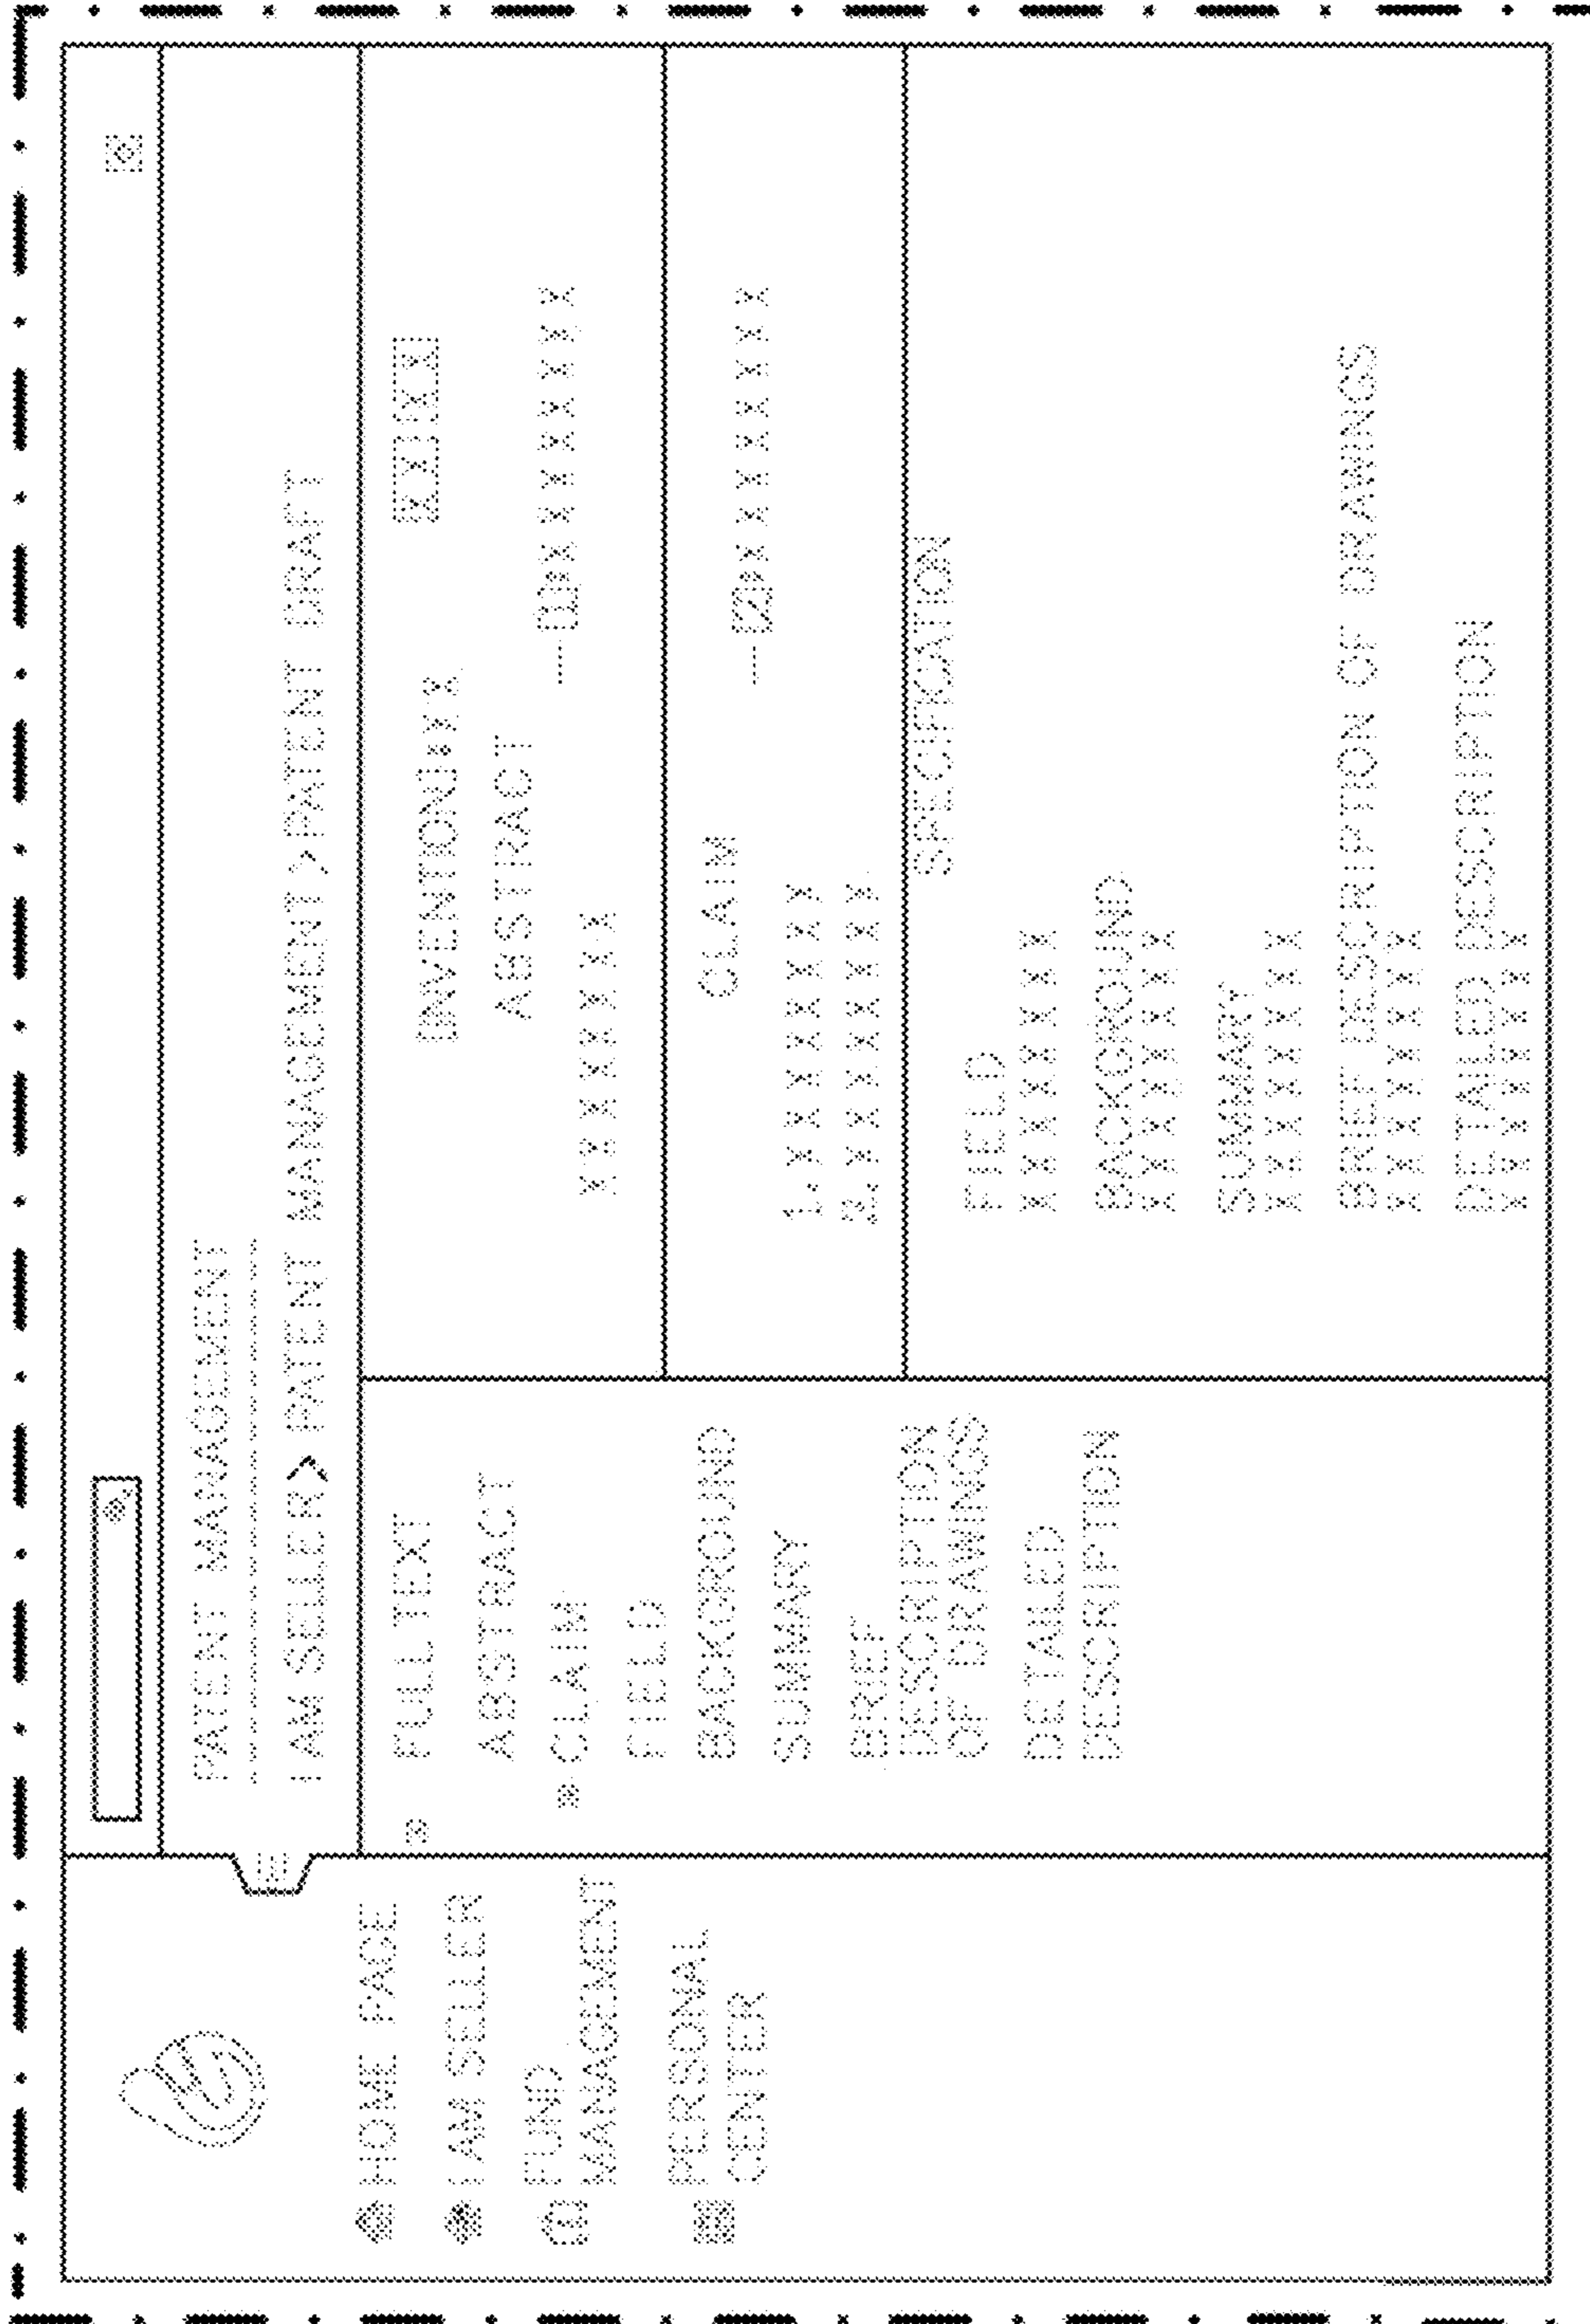 HOME PAGE
I AM SELLER
FUND
MANAGEMENT
PERSONAL
CENTER
PATENT MANAGEMENT
I AM SELLER> PATENT MANAGEMENT >PATENT DRAFT
FULL TEXT
ABSTRACT
CLAIM
FIELD
BACKGROUND
SUMMARY
BRIEF
DESCRIPTION
OF DRAWINGS
DETAILED
DESCRIPTION
INVENTION
ABSTRACT
X X X X X X X X
CLAIM
1. X X X X X X X X
2. X X X X X X X X
SPECIFICATION
FIELD
X X X X X X X X
BACKGROUND
X X X X X X X X
SUMMARY
X X X X X X X X
BRIEF DESCRIPTION OF DRAWINGS
X X X X X X X X
DETAILED DESCRIPTION
X X X X X X X X